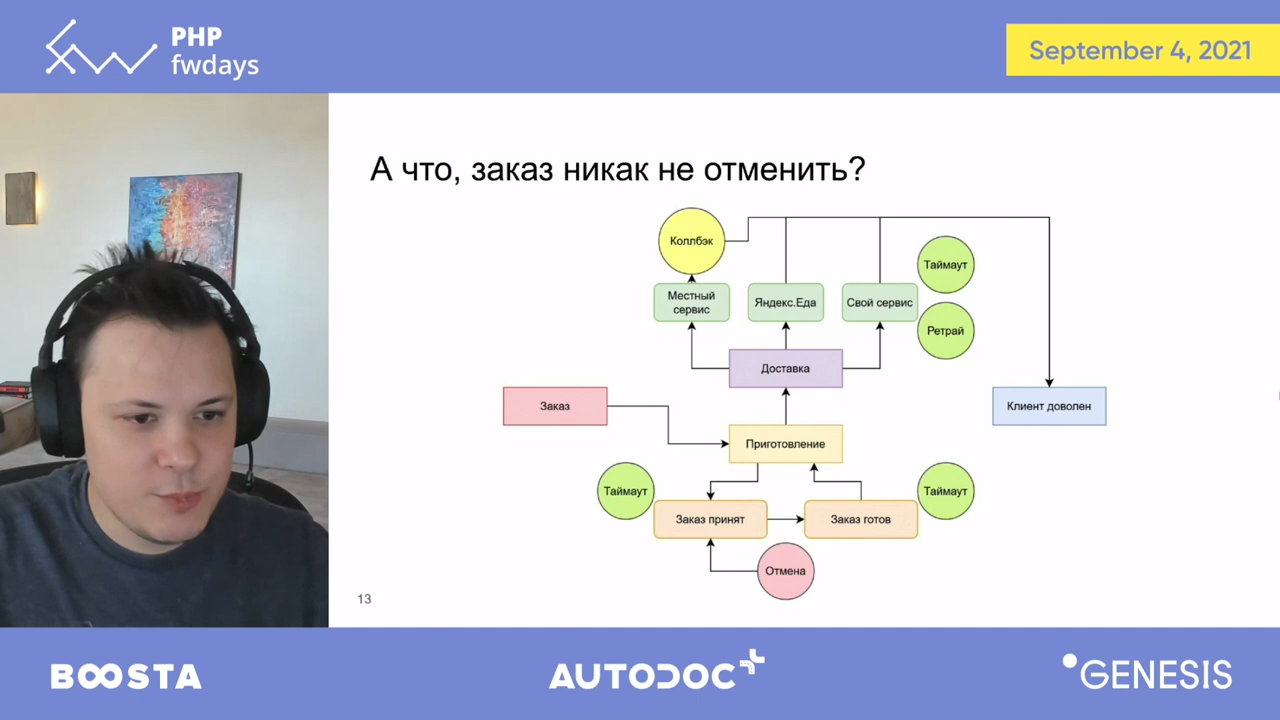 PHP
fwdays
September 4, 2021
А что, заказ никак не отменить?
Коллбэк
Таймаут
Местный
сервис
Яндекс.Еда
Свой сервис
Ретрай
Доставка
Заказ
Клиент доволен
Приготовление
Таймаут
Таймаут
Заказ принят
Заказ готов
Отмена
13
BOOSTA
AUTODOC
GENESIS